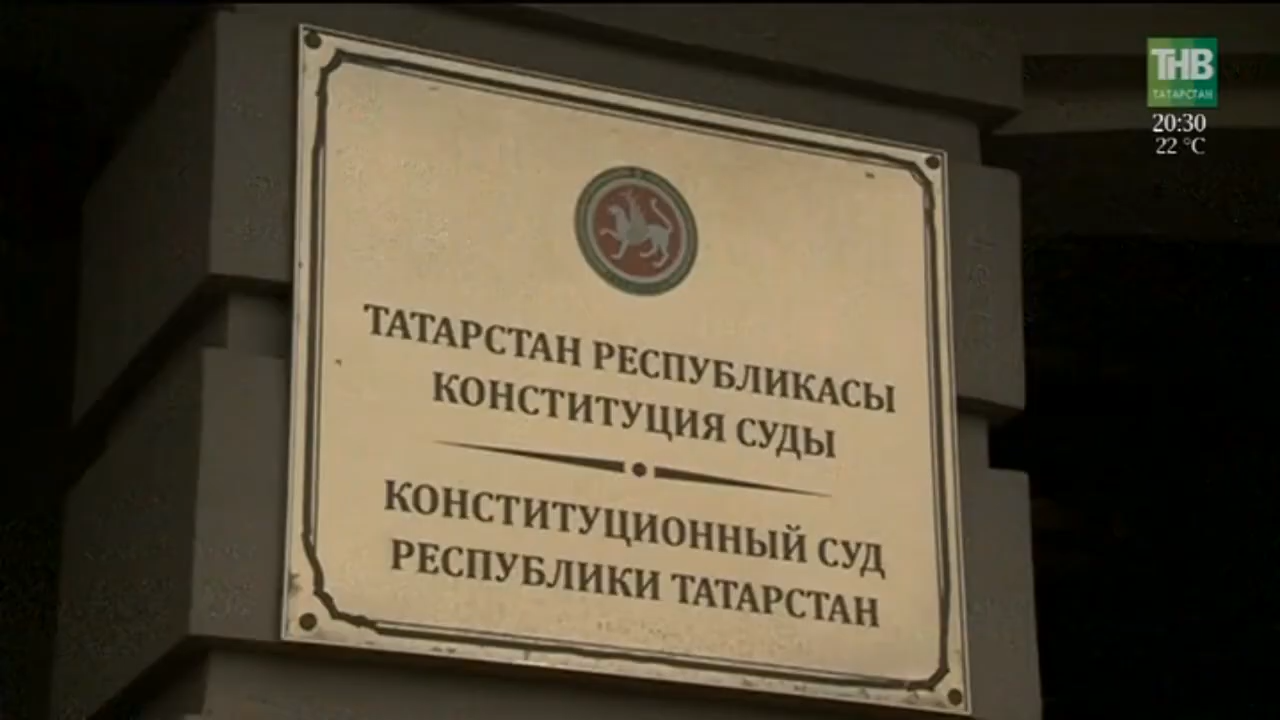 ТНВ
ТАТАРСТАН
20:30
22 °C
ТАТАРСТАН РЕСПУБЛИКАСЫ
КОНСТИТУЦИЯ СУДЫ
КОНСТИТУЦИОННЫЙ СУД
РЕСПУБЛИКИ ТАТАРСТАН